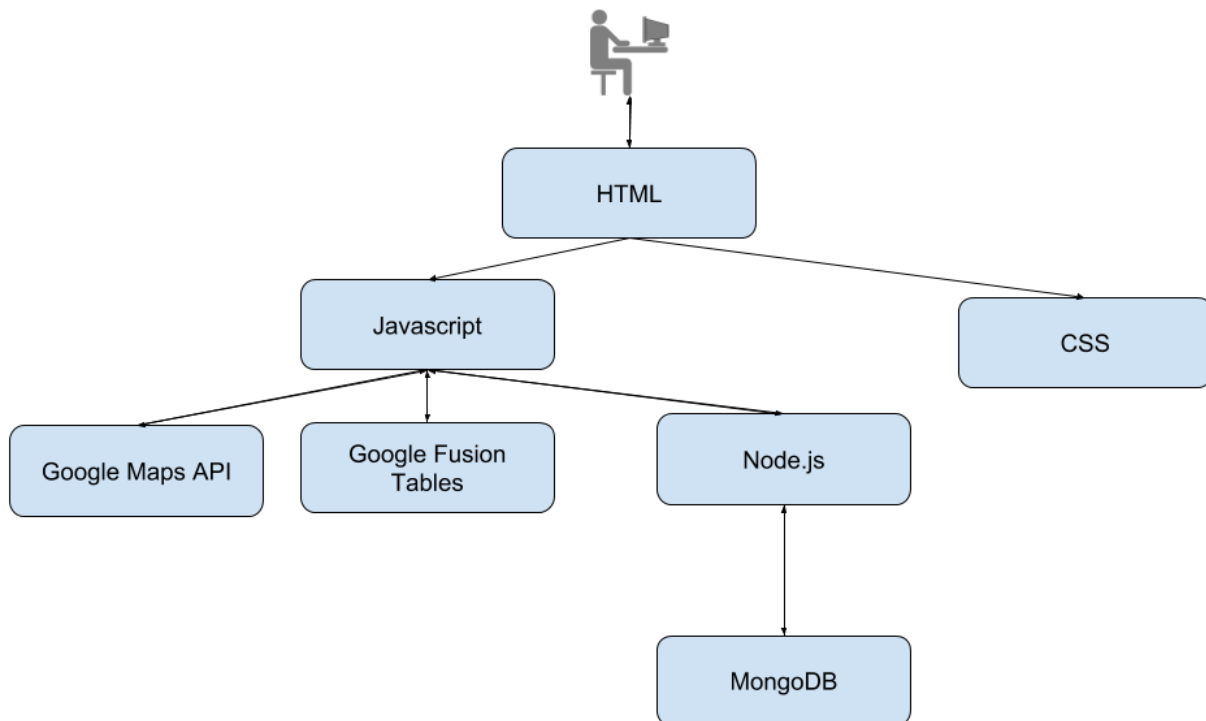 HTML
Javascript
CSS
Google Maps API
Google Fusion
Tables
Node.js
MongoDB